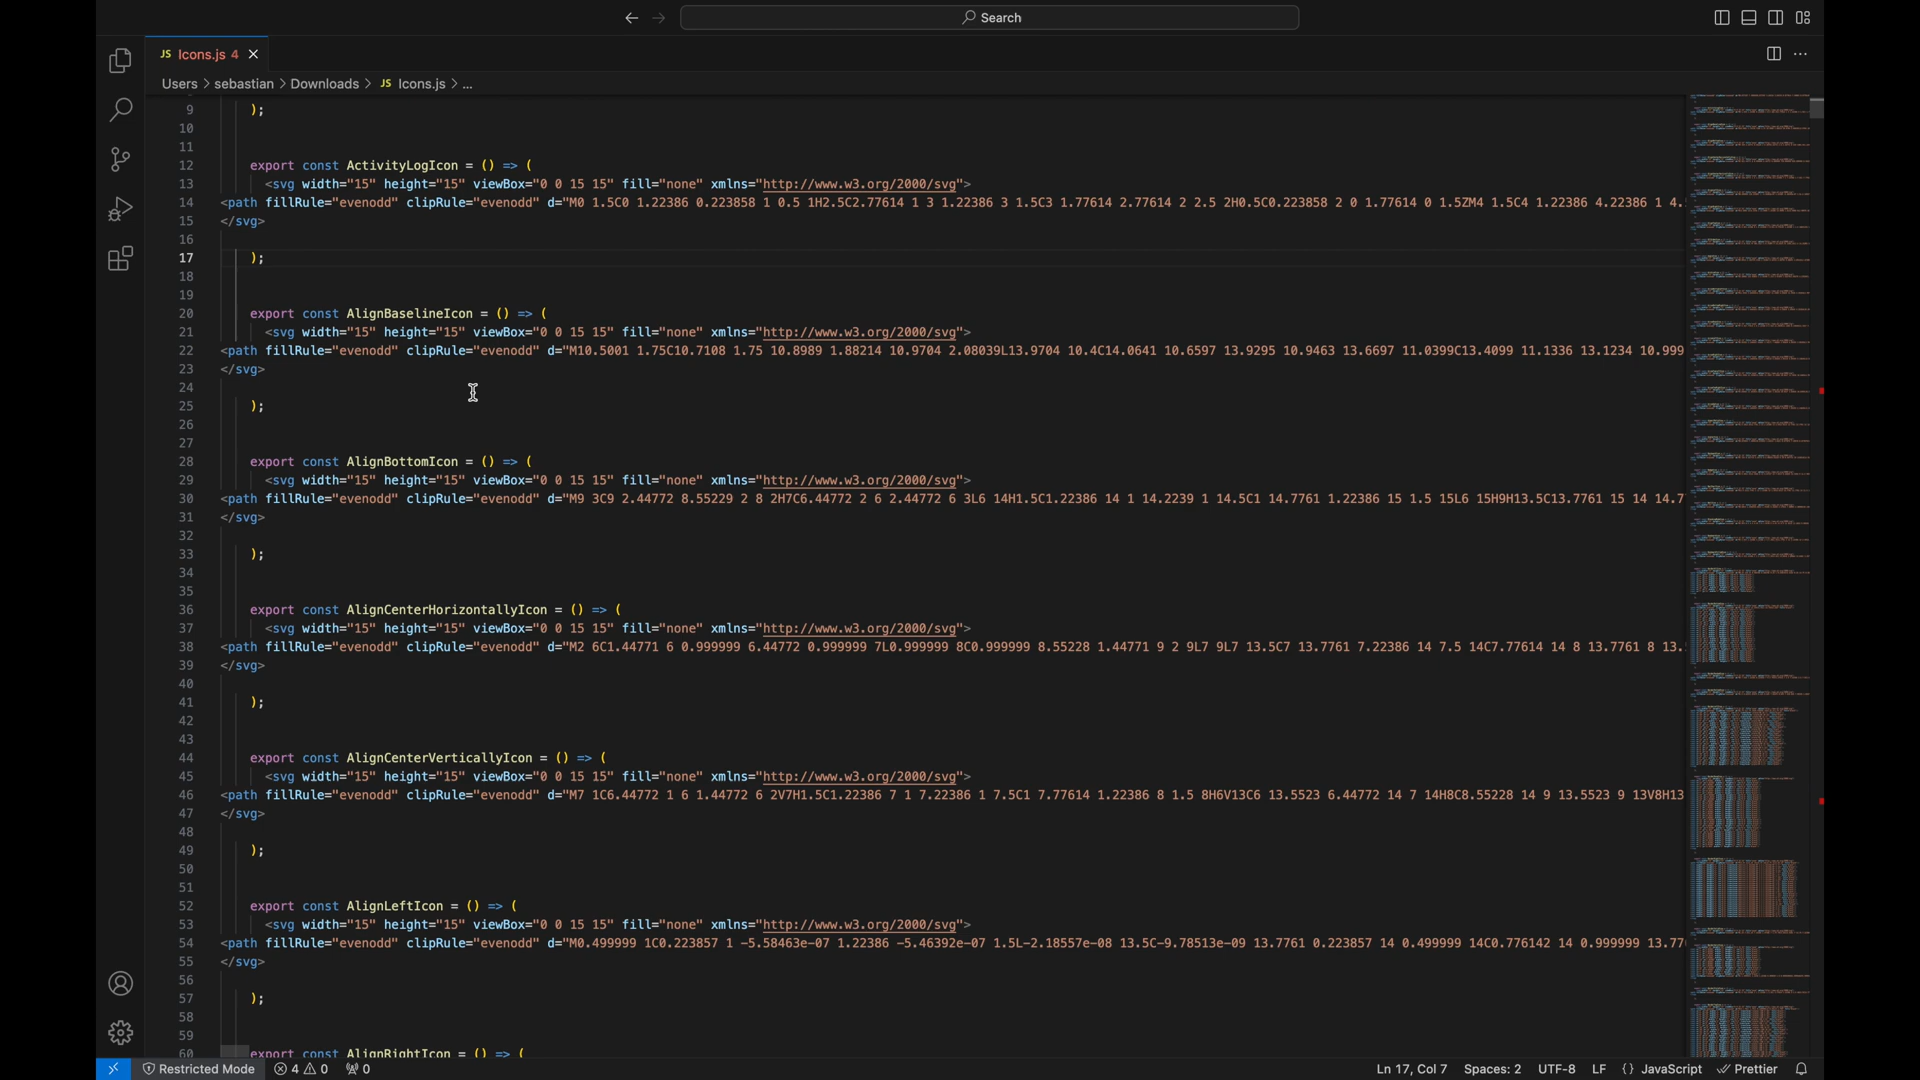 Search
JS Icons.js 4
Users > sebastian > Downloads > JS Icons.js > ...
9 );
10
11
12 export const ActivityLogIcon = () => (
13 <svg width="15" height="15" viewBox="0 0 15 15" fill="none" xmlns="http://www.w3.org/2000/svg">
14 <path fillRule="evenodd" clipRule="evenodd" d="M0 1.5C0 1.22386 0.223858 1 0.5 1H2.5C2.77614 1 3 1.22386 3 1.5C3 1.77614 2.77614 2 2.5 2H0.5C0.223858 2 0 1.77614 0 1.5ZM4 1.5C4 1.22386 4.22386 1 4.
15 </svg>
16
17 );
18
19
20 export const AlignBaselineIcon = () => (
21 <svg width="15" height="15" viewBox="0 0 15 15" fill="none" xmlns="http://www.w3.org/2000/svg">
22 <path fillRule="evenodd" clipRule="evenodd" d="M10.5001 1.75C10.7108 1.75 10.8989 1.88214 10.9704 2.08039L13.9704 10.4C14.0641 10.6597 13.9295 10.9463 13.6697 11.0399C13.4099 11.1336 13.1234 10.999
23 </svg>
24
25 );
26
27
28 export const AlignBottomIcon = () => (
29 <svg width="15" height="15" viewBox="0 0 15 15" fill="none" xmlns="http://www.w3.org/2000/svg">
30 <path fillRule="evenodd" clipRule="evenodd" d="M9 3C9 2.44772 8.55229 2 8 2H7C6.44772 2 6 2.44772 6 3L6 14H1.5C1.22386 14 1 14.2239 1 14.5C1 14.7761 1.22386 15 1.5 15L6 15H9H13.5C13.7761 15 14 14.7
31 </svg>
32
33 );
34
35
36 export const AlignCenterHorizontallyIcon = () => (
37 <svg width="15" height="15" viewBox="0 0 15 15" fill="none" xmlns="http://www.w3.org/2000/svg">
38 <path fillRule="evenodd" clipRule="evenodd" d="M2 6C1.44771 6 0.999999 6.44772 0.999999 7L0.999999 8C0.999999 8.55228 1.44771 9 2 9L7 9L7 13.5C7 13.7761 7.22386 14 7.5 14C7.77614 14 8 13.7761 8 13.
39 </svg>
40
41 );
42
43
44 export const AlignCenterVerticallyIcon = () => (
45 <svg width="15" height="15" viewBox="0 0 15 15" fill="none" xmlns="http://www.w3.org/2000/svg">
46 <path fillRule="evenodd" clipRule="evenodd" d="M7 1C6.44772 1 6 1.44772 6 2V7H1.5C1.22386 7 1 7.22386 1 7.5C1 7.77614 1.22386 8 1.5 8H6V13C6 13.5523 6.44772 14 7 14H8C8.55228 14 9 13.5523 9 13V8H13
47 </svg>
48
49 );
50
51
52 export const AlignLeftIcon = () => (
53 <svg width="15" height="15" viewBox="0 0 15 15" fill="none" xmlns="http://www.w3.org/2000/svg">
54 <path fillRule="evenodd" clipRule="evenodd" d="M0.499999 1C0.223857 1 -5.58463e-07 1.22386 -5.46392e-07 1.5L-2.18557e-08 13.5C-9.78513e-09 13.7761 0.223857 14 0.499999 14C0.776142 14 0.999999 13.77
55 </svg>
56
57 );
58
59
60 export const AlignRightIcon = () => (
Restricted Mode 4 0 0 Ln 17, Col 7 Spaces: 2 UTF-8 LF {} JavaScript Prettier